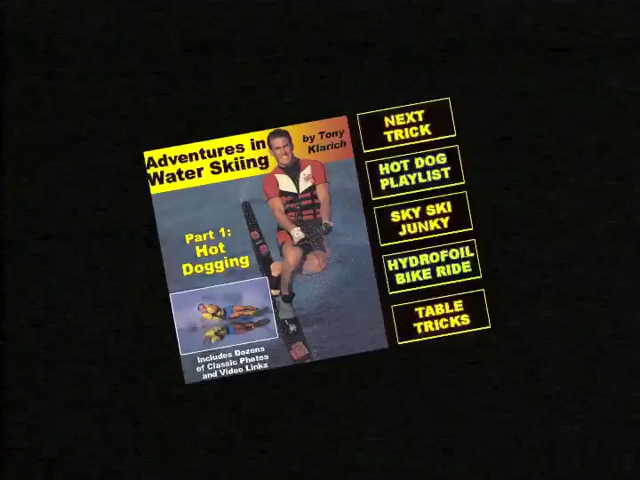 Adventures in
Water Skiing
by Tony
Klarich
Part 1:
Hot
Dogging
Includes Dozens
of Classic Photos
and Video Links
NEXT
TRICK
HOT DOG
PLAYLIST
SKY SKI
JUNKY
HYDROFOIL
BIKE RIDE
TABLE
TRICKS